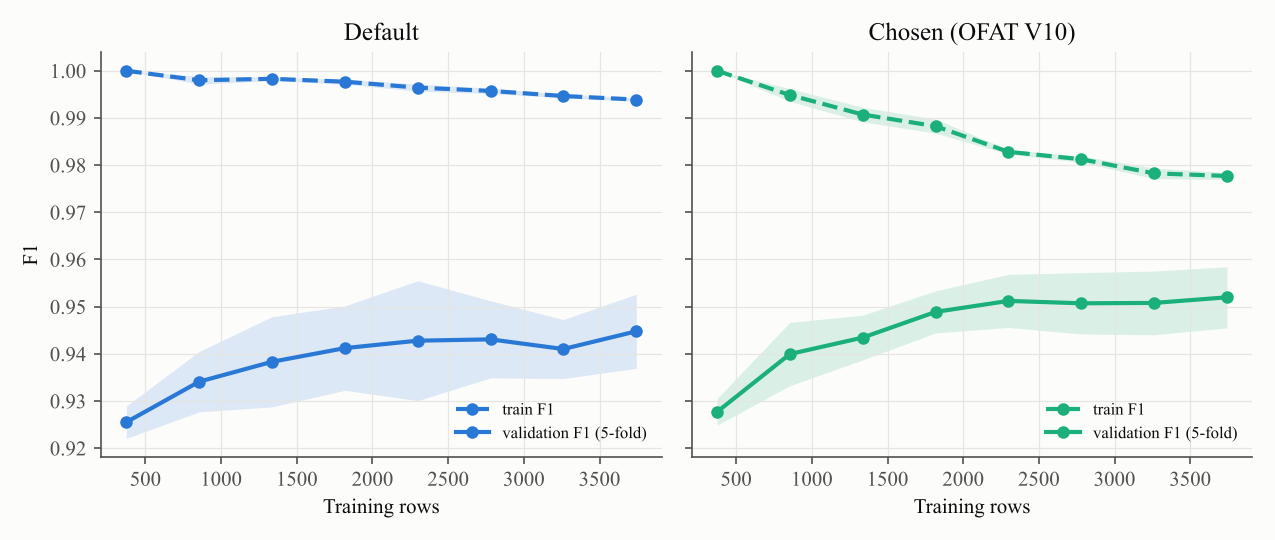 Default
Chosen (OFAT V10)
F1
1.00
0.99
0.98
0.97
0.96
0.95
0.94
0.93
0.92
train F1
validation F1 (5-fold)
500 1000 1500 2000 2500 3000 3500
Training rows
train F1
validation F1 (5-fold)
500 1000 1500 2000 2500 3000 3500
Training rows